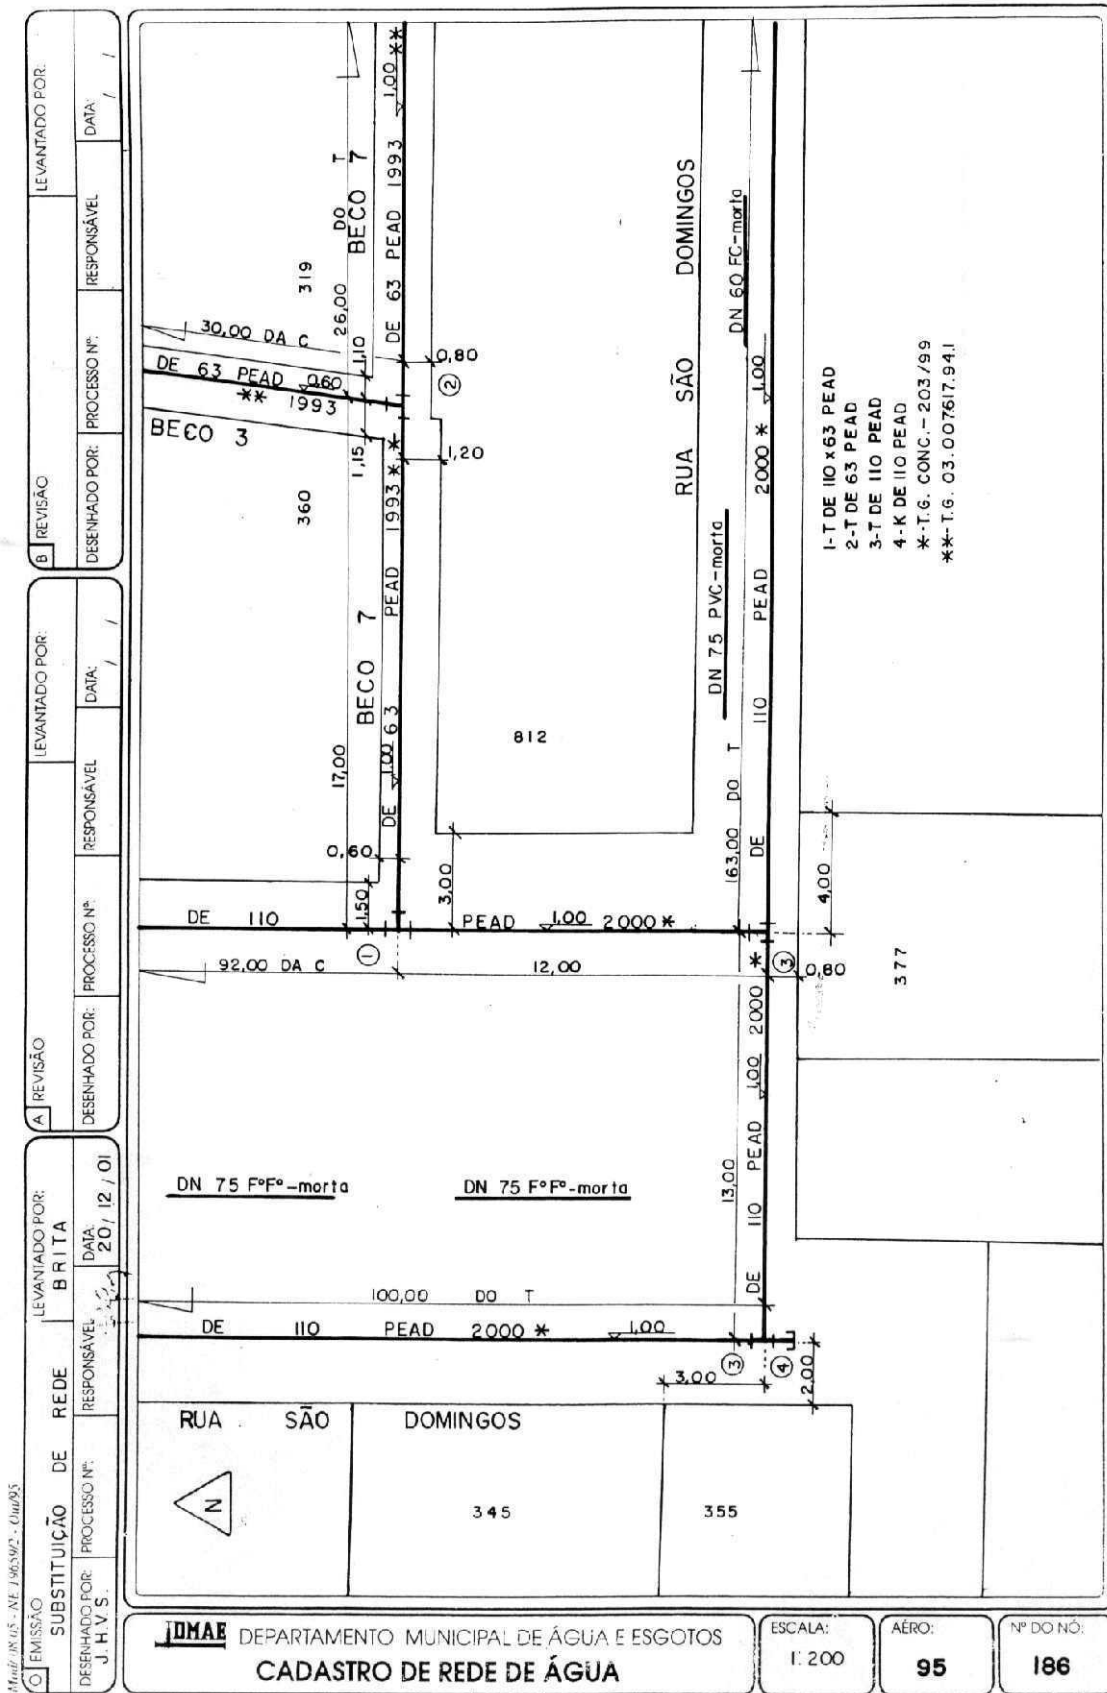 B REVISÃO
LEVANTADO POR:
DESENHADO POR:
PROCESSO Nº:
RESPONSÁVEL
DATA: / /
A REVISÃO
LEVANTADO POR:
DESENHADO POR:
PROCESSO Nº:
RESPONSÁVEL
DATA: / /
O EMISSÃO
SUBSTITUIÇÃO DE REDE
LEVANTADO POR:
BRITA
DESENHADO POR:
J. H. V. S.
PROCESSO Nº:
RESPONSÁVEL
DATA:
20/12/01
26,00 DO T
BECO 7
DE 63 PEAD 1993 1,00 **
319
30,00 DA C
DE 63 PEAD 0,60
** 1993
BECO 3
1,10
0,80
2
1,15
1,20
360
17,00
BECO 7
DE 1,00 63 PEAD 1993 **
0,60
1,50
3,00
812
RUA SÃO DOMINGOS
DN 60 FC-morta
DN 75 PVC-morta
163,00 DO T
DE 110 PEAD 2000 * 1,00
1-T DE 110 x 63 PEAD
2-T DE 63 PEAD
3-T DE 110 PEAD
4-K DE 110 PEAD
*-T.G. CONC.-203/99
**-T.G. 03.007617.94.1
DE 110 PEAD 1,00 2000 *
1
92,00 DA C
12,00
3
0,80
4,00
377
13,00
DE 110 PEAD 1,00 2000 *
DN 75 FºFº-morta
DN 75 FºFº-morta
100,00 DO T
DE 110 PEAD 2000 * 1,00
3
4
3,00
2,00
RUA SÃO DOMINGOS
N
345
355
DMAE DEPARTAMENTO MUNICIPAL DE ÁGUA E ESGOTOS
CADASTRO DE REDE DE ÁGUA
ESCALA:
1:200
AÉRO:
95
Nº DO NÓ:
186